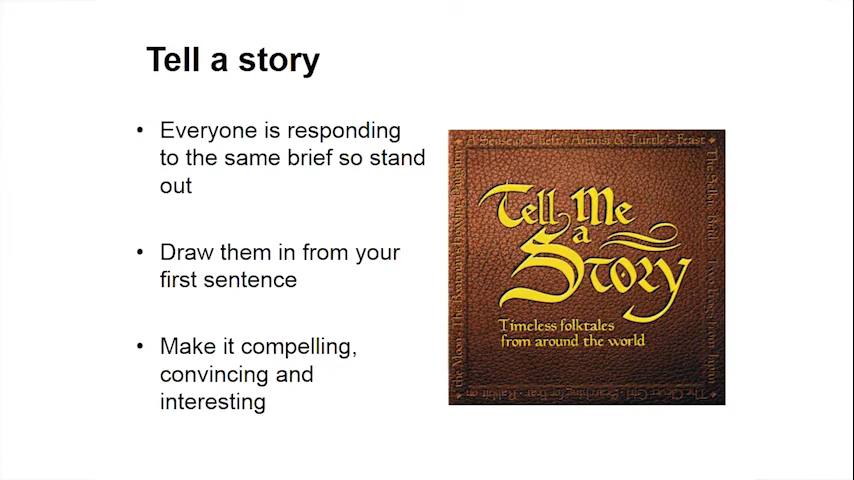 Tell a story
• Everyone is responding
to the same brief so stand
out
• Draw them in from your
first sentence
• Make it compelling,
convincing and
interesting
A Sense of Theft · Anansi & Turtle's Feast
Tell Me
a
Story
Timeless folktales
from around the world